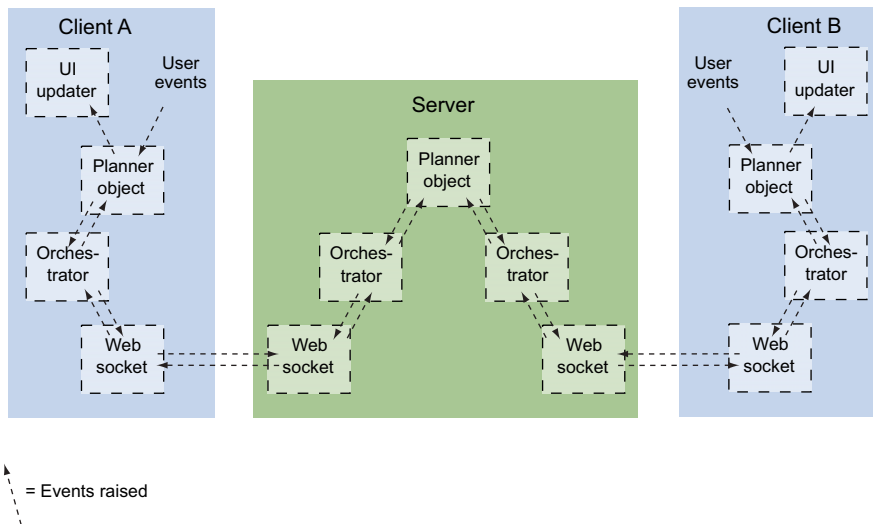 Client A
UI
updater
User
events
Planner
object
Orches-
trator
Web
socket
Server
Planner
object
Orches-
trator
Orches-
trator
Web
socket
Web
socket
Client B
User
events
UI
updater
Planner
object
Orches-
trator
Web
socket
= Events raised